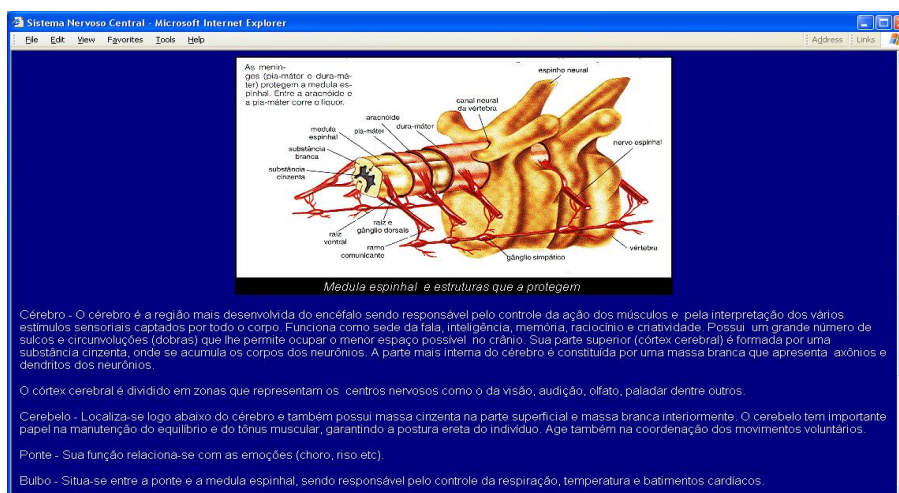 Sistema Nervoso Central - Microsoft Internet Explorer
File Edit View Favorites Tools Help
Address Links
As menin-
ges (pia-máter e dura-má-
ter) protegem a medula es-
pinhal. Entre a aracnóide e
a pia-máter corre o líquor.
espinho neural
canal neural
da vértebra
aracnóide
dura-máter
medula
espinhal
pia-máter
nervo espinhal
substância
branca
substância
cinzenta
raiz e
gânglio dorsais
raiz
ventral
ramo
comunicante
gânglio simpático
vértebra
Medula espinhal e estruturas que a protegem
Cérebro - O cérebro é a região mais desenvolvida do encéfalo sendo responsável pelo controle da ação dos músculos e pela interpretação dos vários
estímulos sensoriais captados por todo o corpo. Funciona como sede da fala, inteligência, memória, raciocínio e criatividade. Possui um grande número de
sulcos e circunvoluções (dobras) que lhe permite ocupar o menor espaço possível no crânio. Sua parte superior (córtex cerebral) é formada por uma
substância cinzenta, onde se acumula os corpos dos neurônios. A parte mais interna do cérebro é constituída por uma massa branca que apresenta axônios e
dendritos dos neurônios.
O córtex cerebral é dividido em zonas que representam os centros nervosos como o da visão, audição, olfato, paladar dentre outros.
Cerebelo - Localiza-se logo abaixo do cérebro e também possui massa cinzenta na parte superficial e massa branca interiormente. O cerebelo tem importante
papel na manutenção do equilíbrio e do tônus muscular, garantindo a postura ereta do indivíduo. Age também na coordenação dos movimentos voluntários.
Ponte - Sua função relaciona-se com as emoções (choro, riso etc).
Bulbo - Situa-se entre a ponte e a medula espinhal, sendo responsável pelo controle da respiração, temperatura e batimentos cardíacos.